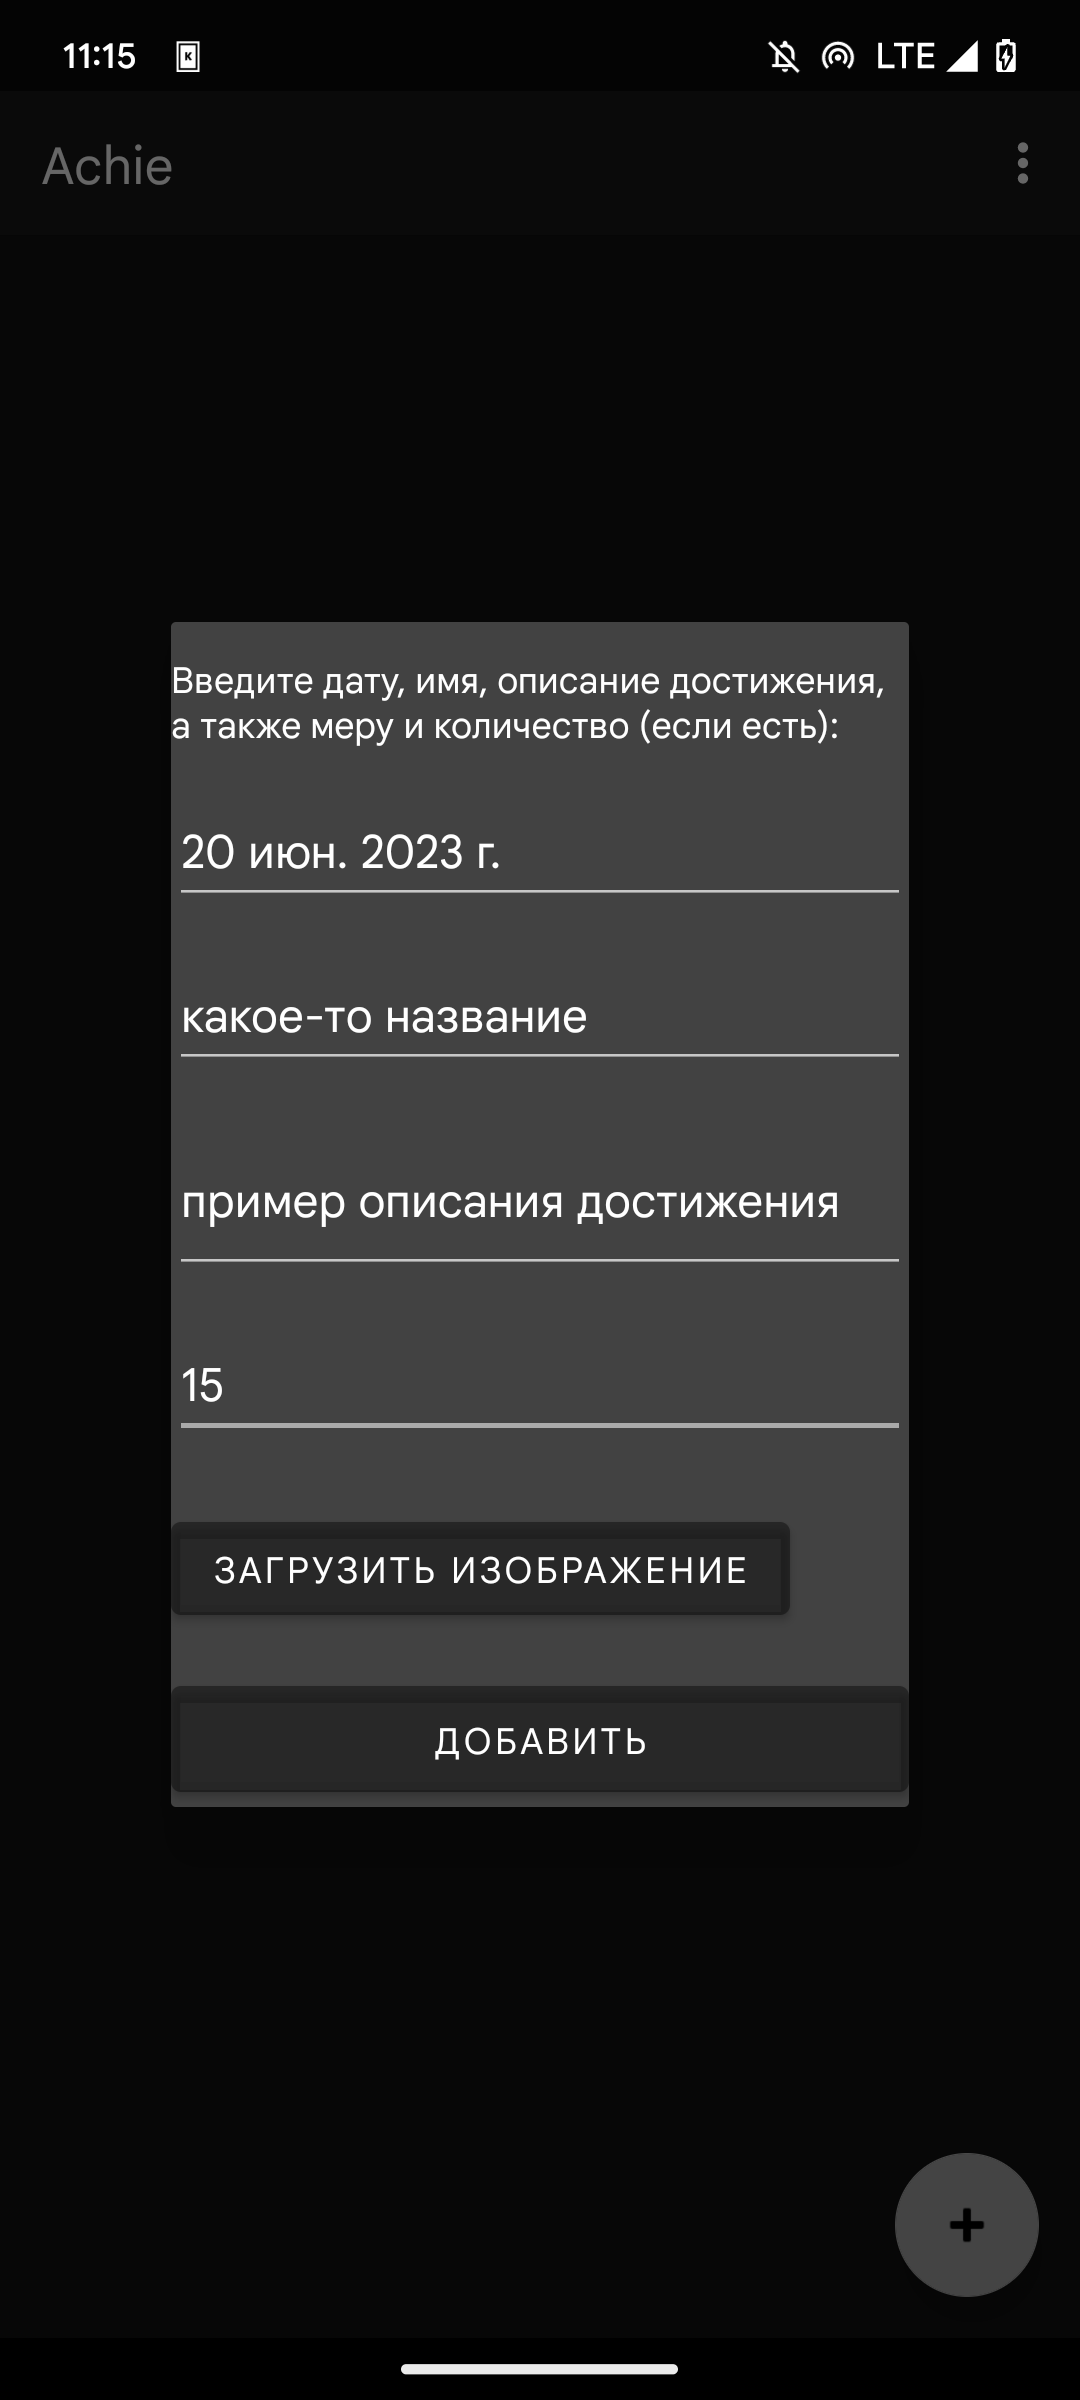 11:15
K
LTE
Achie
Введите дату, имя, описание достижения,
а также меру и количество (если есть):
20 июн. 2023 г.
какое-то название
пример описания достижения
15
ЗАГРУЗИТЬ ИЗОБРАЖЕНИЕ
ДОБАВИТЬ